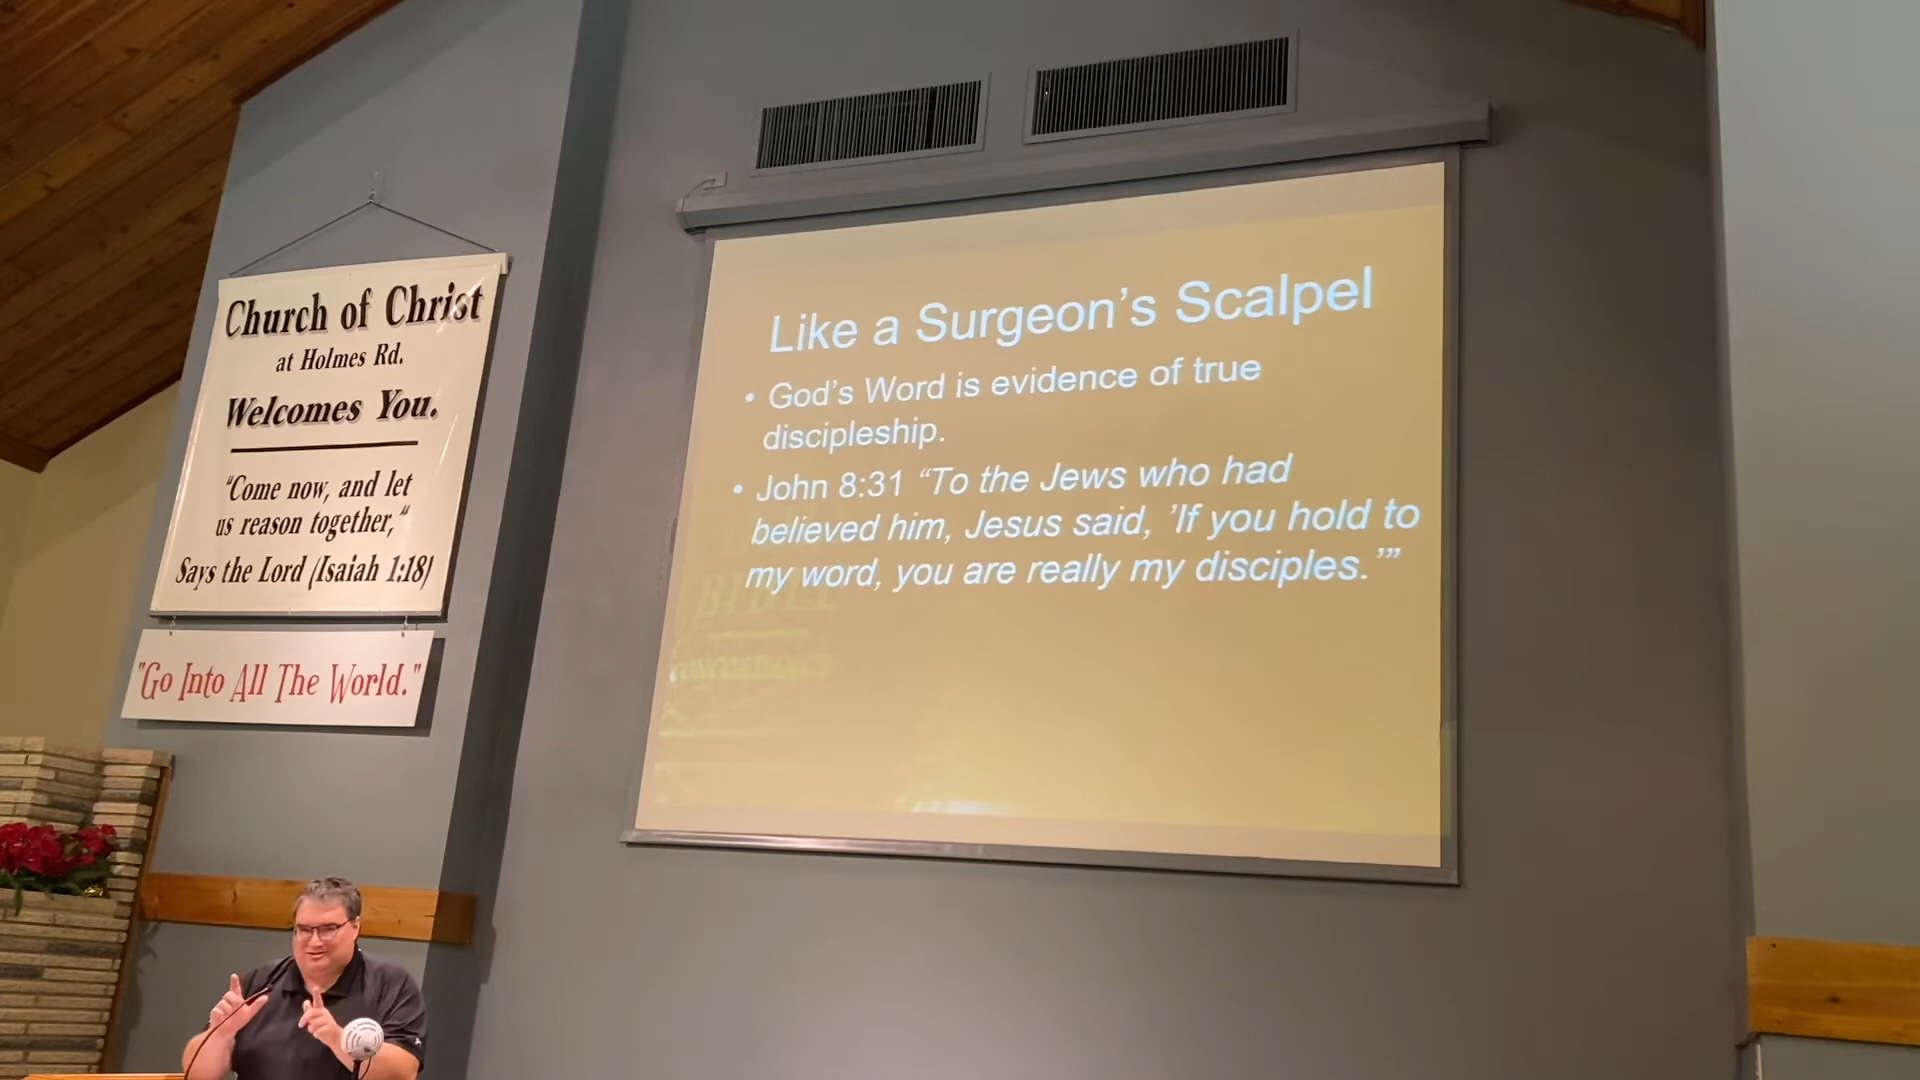 Church of Christ
at Holmes Rd.
Welcomes You.
"Come now, and let
us reason together,"
Says the Lord (Isaiah 1:18)
"Go Into All The World."
Like a Surgeon's Scalpel
• God's Word is evidence of true
discipleship.
• John 8:31 “To the Jews who had
believed him, Jesus said, ’If you hold to
my word, you are really my disciples.’”
BIBLE